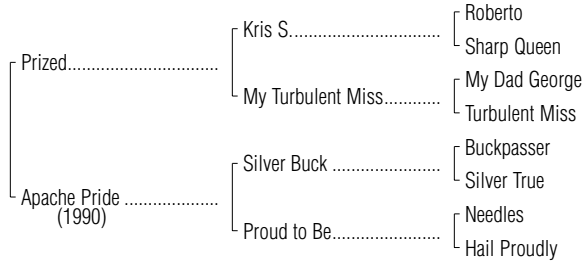 Roberto
Kris S.
Sharp Queen
Prized
My Dad George
My Turbulent Miss
Turbulent Miss
Buckpasser
Silver Buck
Silver True
Apache Pride
(1990)
Needles
Proud to Be
Hail Proudly